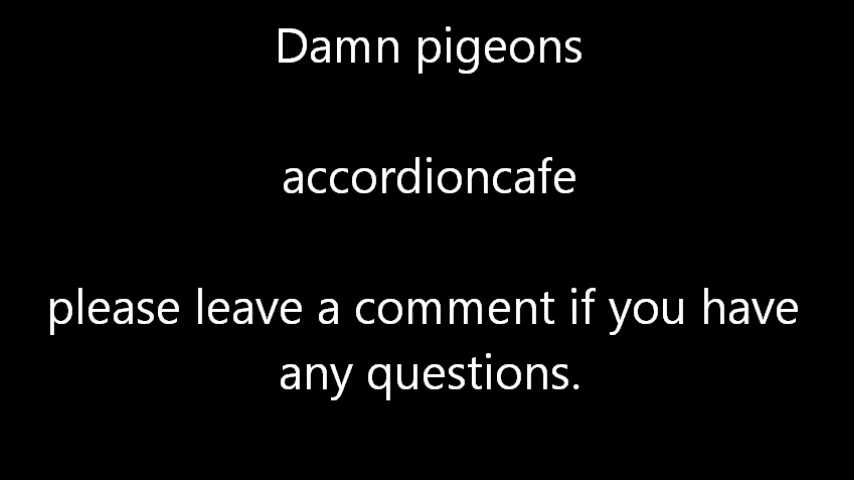 Damn pigeons
accordioncafe
please leave a comment if you have
any questions.